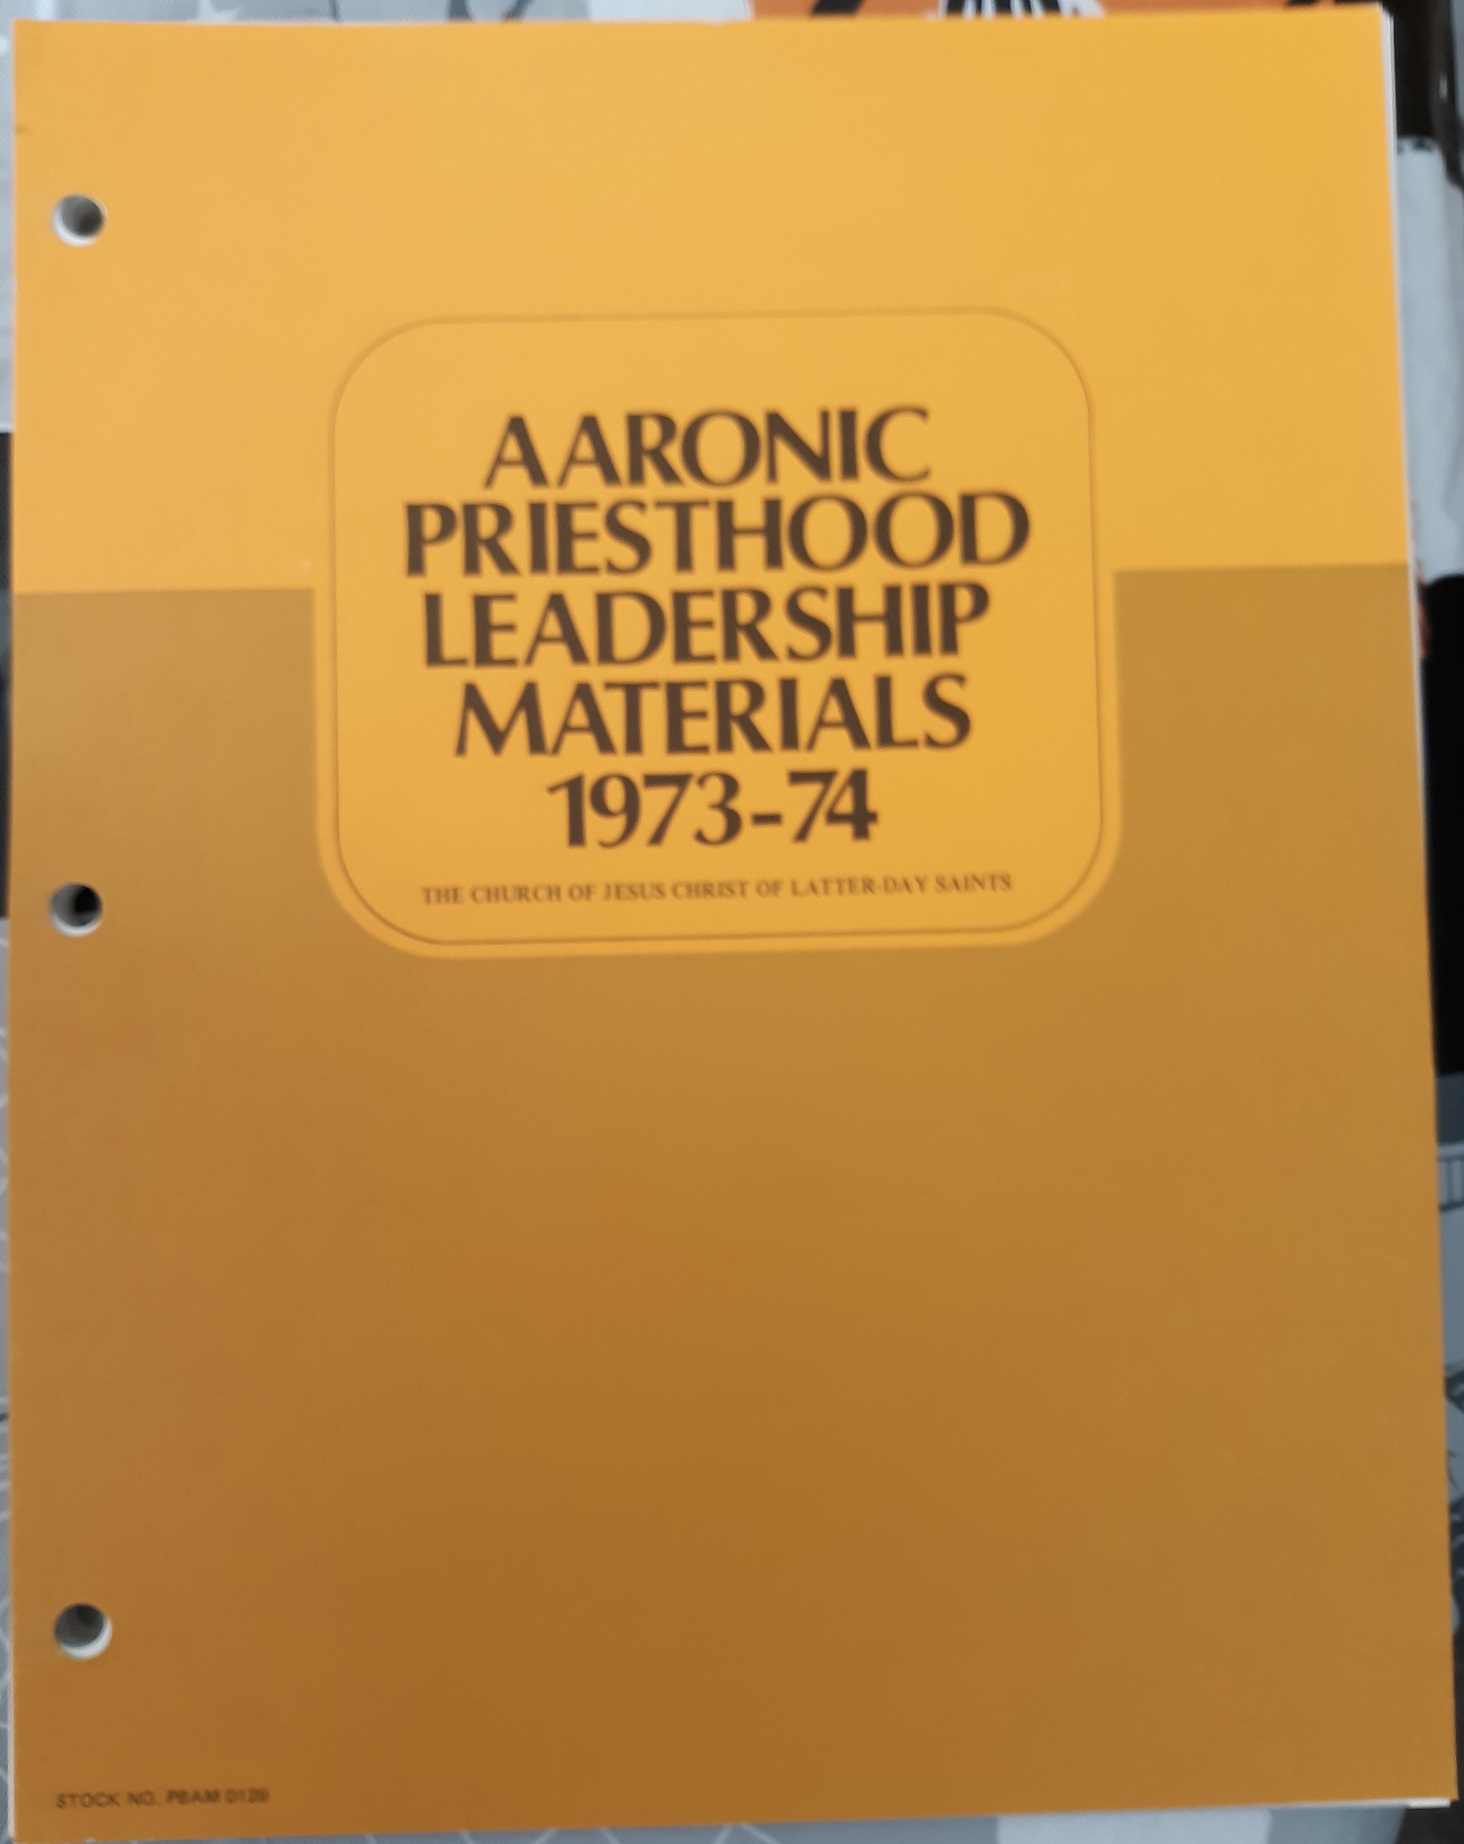 AARONIC
PRIESTHOOD
LEADERSHIP
MATERIALS
1973-74
THE CHURCH OF JESUS CHRIST OF LATTER-DAY SAINTS
STOCK NO. PBAM 0129